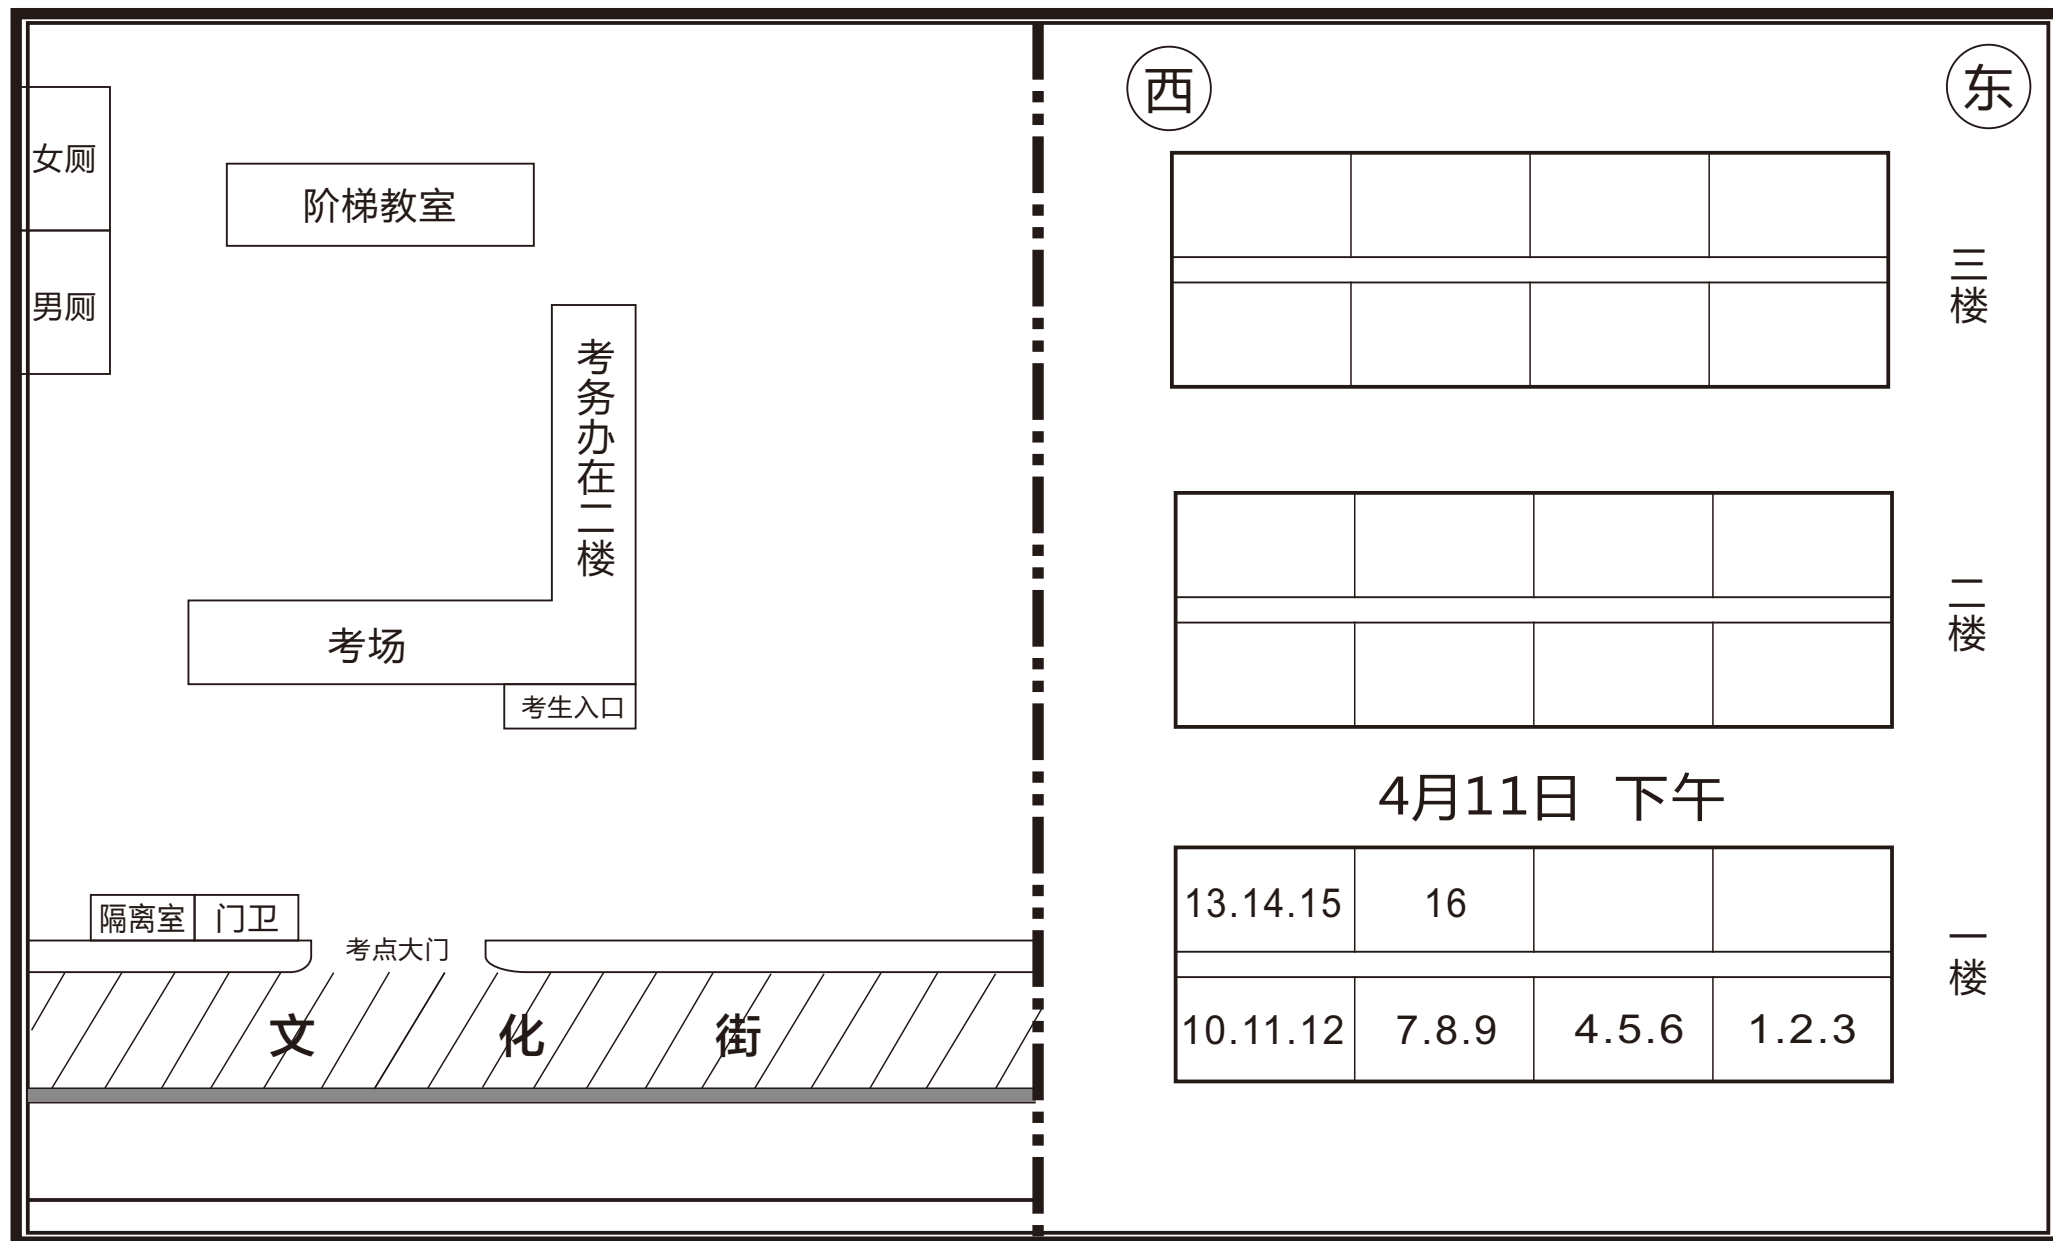 女厕
男厕
阶梯教室
考务办在二楼
考场
考生入口
隔离室
门卫
考点大门
文化街
西
东
三楼
二楼
4月11日 下午
13.14.15
16
一楼
10.11.12
7.8.9
4.5.6
1.2.3